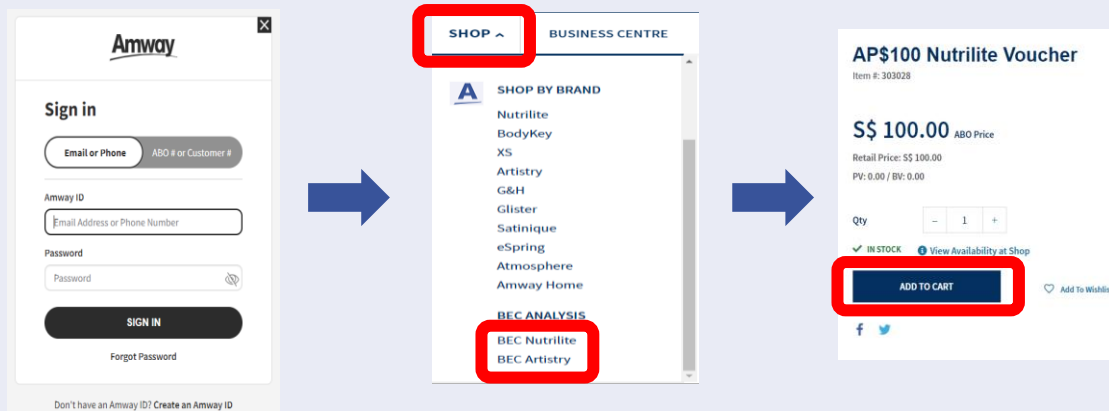 Amway
Sign in
Email or Phone
ABO # or Customer #
Amway ID
Email Address or Phone Number
Password
Password
SIGN IN
Forgot Password
Don't have an Amway ID? Create an Amway ID
SHOP
BUSINESS CENTRE
A
SHOP BY BRAND
Nutrilite
BodyKey
XS
Artistry
G&H
Glister
Satinique
eSpring
Atmosphere
Amway Home
BEC ANALYSIS
BEC Nutrilite
BEC Artistry
AP$100 Nutrilite Voucher
Item #: 303028
S$ 100.00 ABO Price
Retail Price: S$ 100.00
PV: 0.00 / BV: 0.00
Qty - 1 +
IN STOCK View Availability at Shop
ADD TO CART
Add To Wishlis